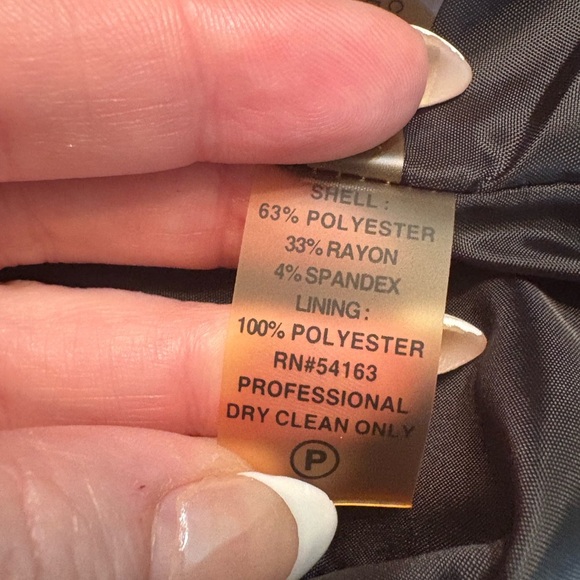 SHELL :
63% POLYESTER
33% RAYON
4% SPANDEX
LINING :
100% POLYESTER
RN#54163
PROFESSIONAL
DRY CLEAN ONLY
P